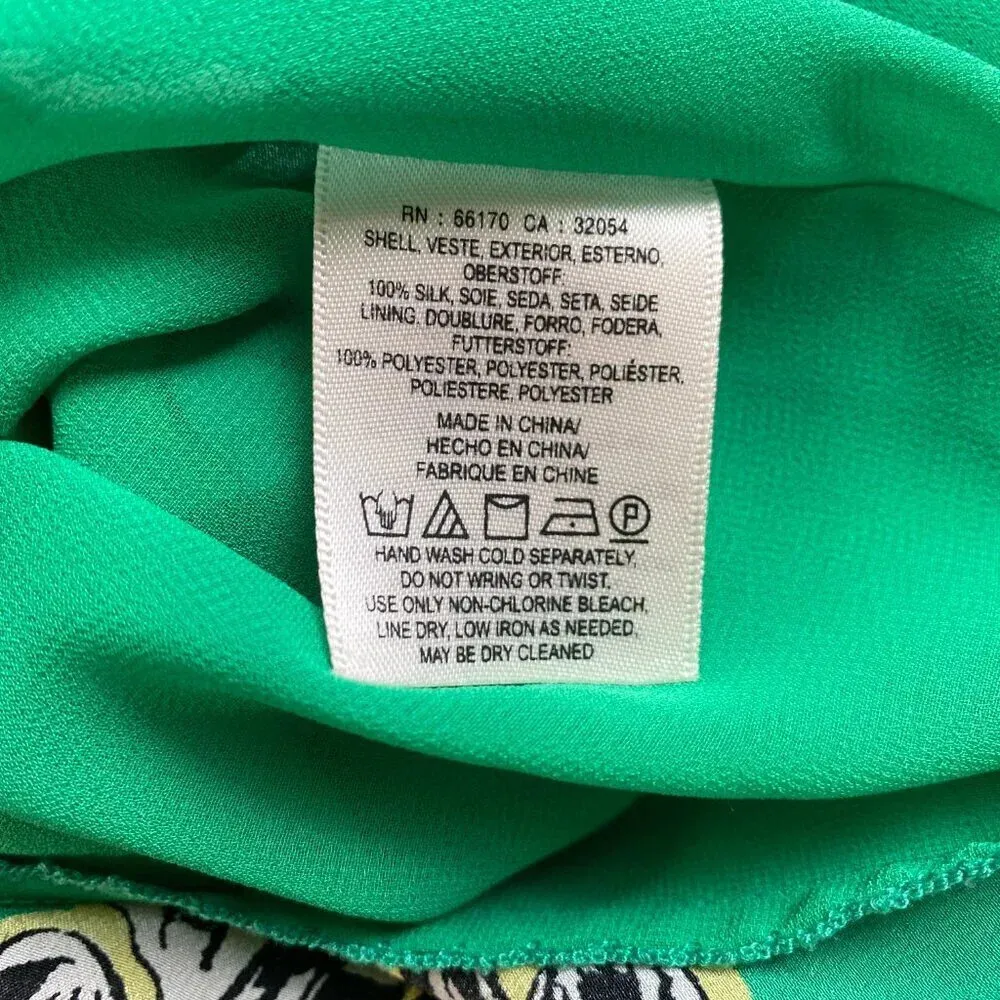 RN : 66170 CA : 32054
SHELL, VESTE, EXTERIOR, ESTERNO,
OBERSTOFF:
100% SILK, SOIE, SEDA, SETA, SEIDE
LINING, DOUBLURE, FORRO, FODERA,
FUTTERSTOFF:
100% POLYESTER, POLYESTER, POLIÉSTER,
POLIESTERE, POLYESTER
MADE IN CHINA/
HECHO EN CHINA/
FABRIQUE EN CHINE
P
HAND WASH COLD SEPARATELY,
DO NOT WRING OR TWIST.
USE ONLY NON-CHLORINE BLEACH,
LINE DRY, LOW IRON AS NEEDED,
MAY BE DRY CLEANED